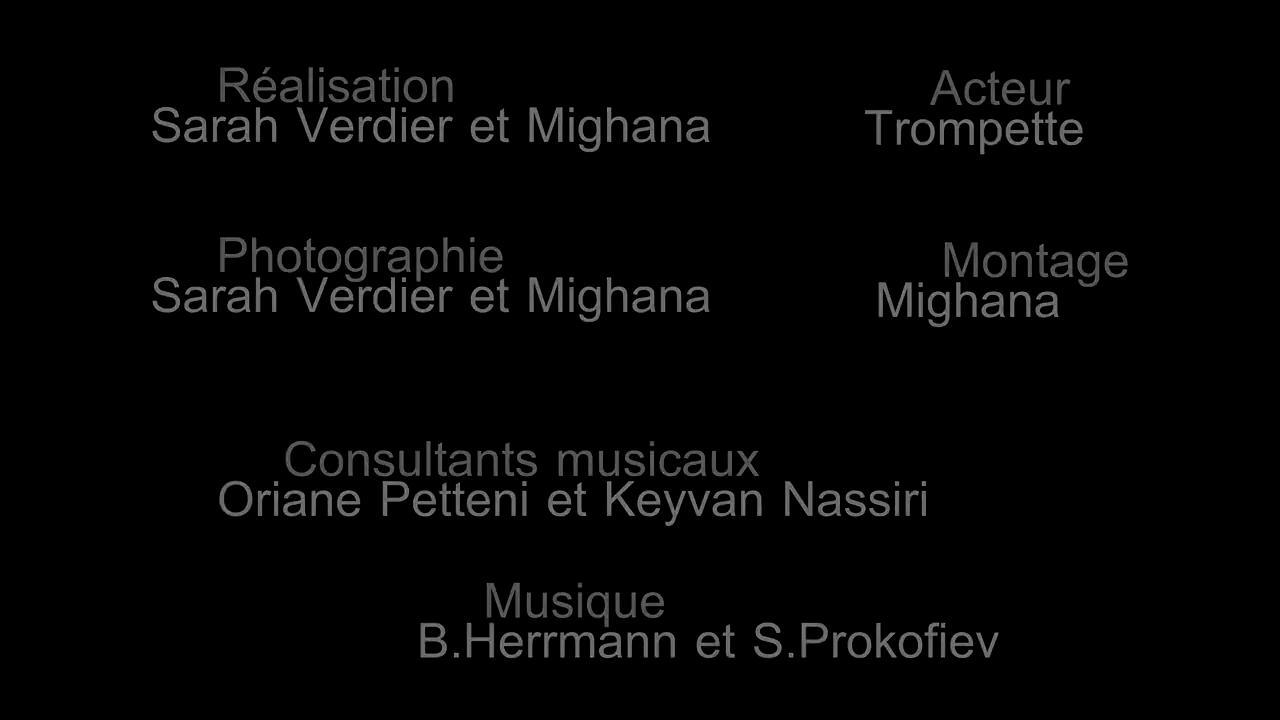 Réalisation
Sarah Verdier et Mighana
Acteur
Trompette
Photographie
Sarah Verdier et Mighana
Montage
Mighana
Consultants musicaux
Oriane Petteni et Keyvan Nassiri
Musique
B.Herrmann et S.Prokofiev